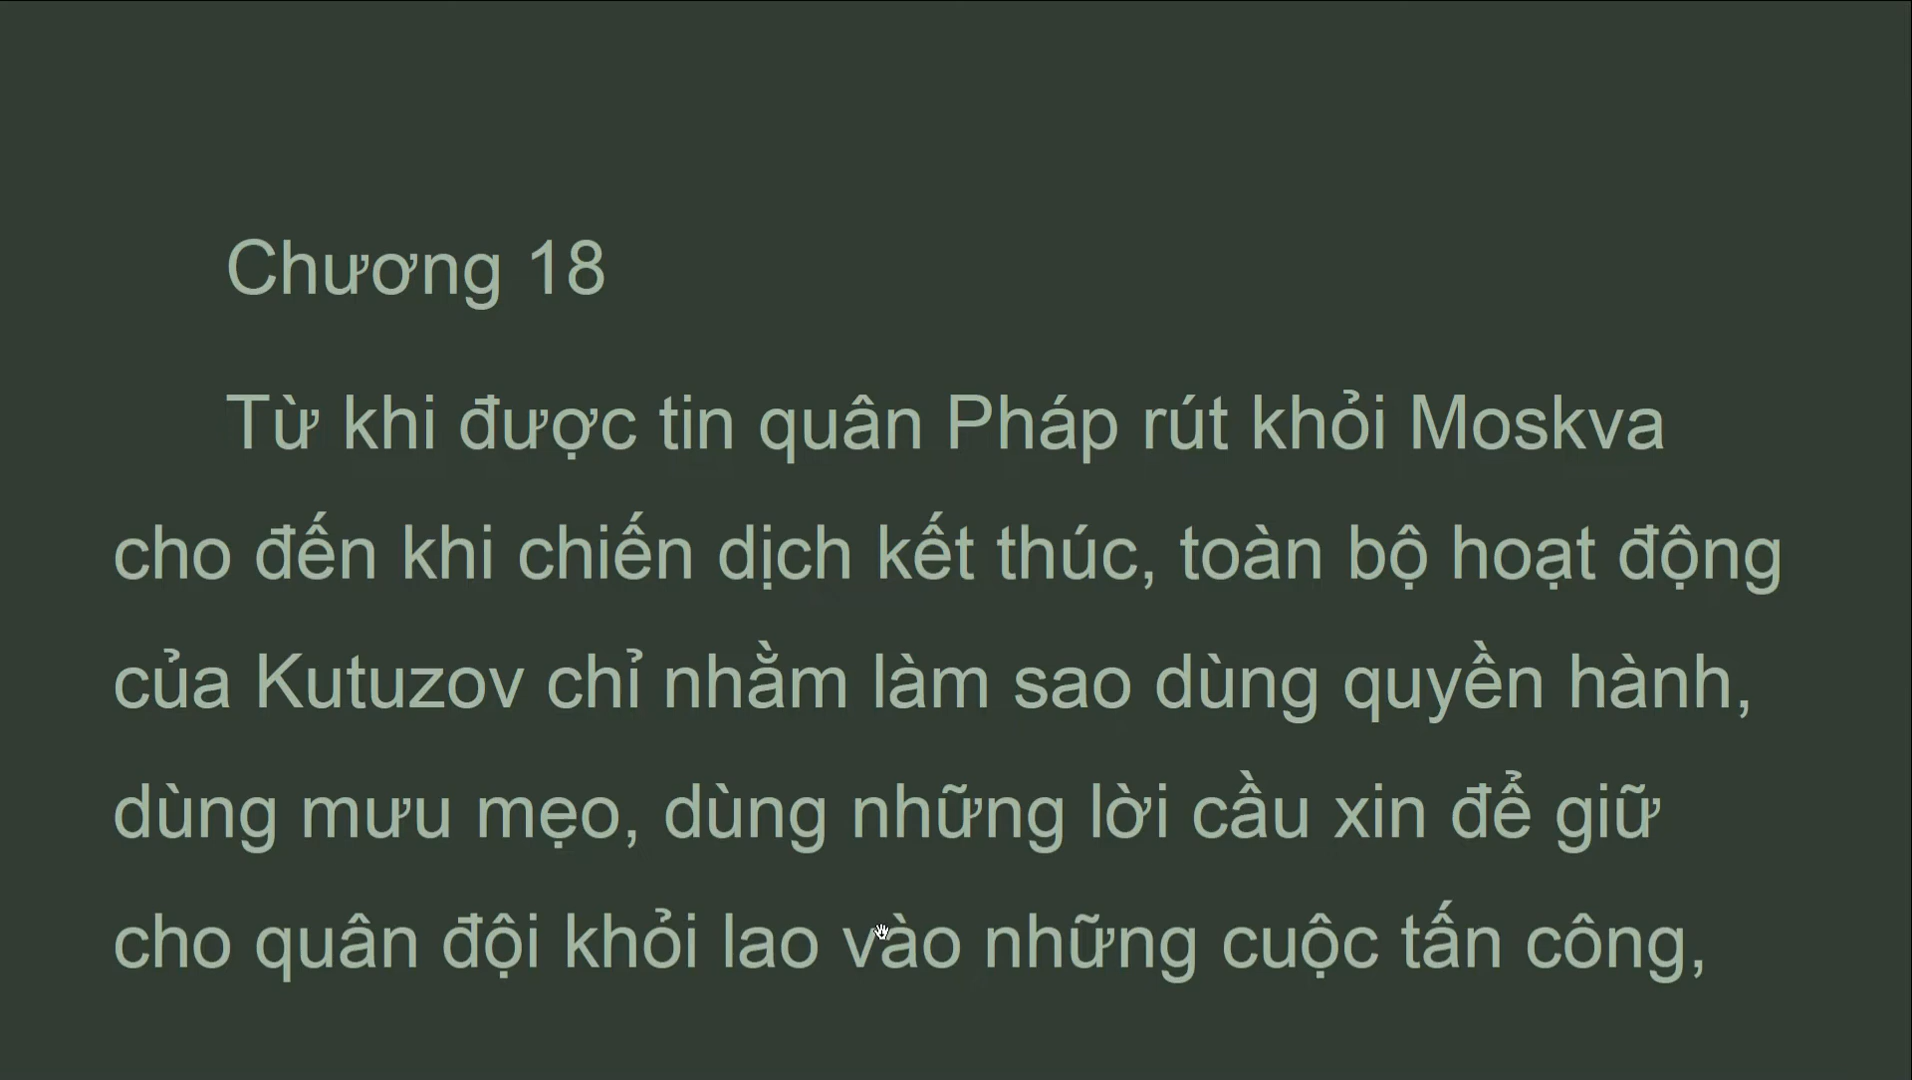 Chương 18
Từ khi được tin quân Pháp rút khỏi Moskva
cho đến khi chiến dịch kết thúc, toàn bộ hoạt động
của Kutuzov chỉ nhằm làm sao dùng quyền hành,
dùng mưu mẹo, dùng những lời cầu xin để giữ
cho quân đội khỏi lao vào những cuộc tấn công,